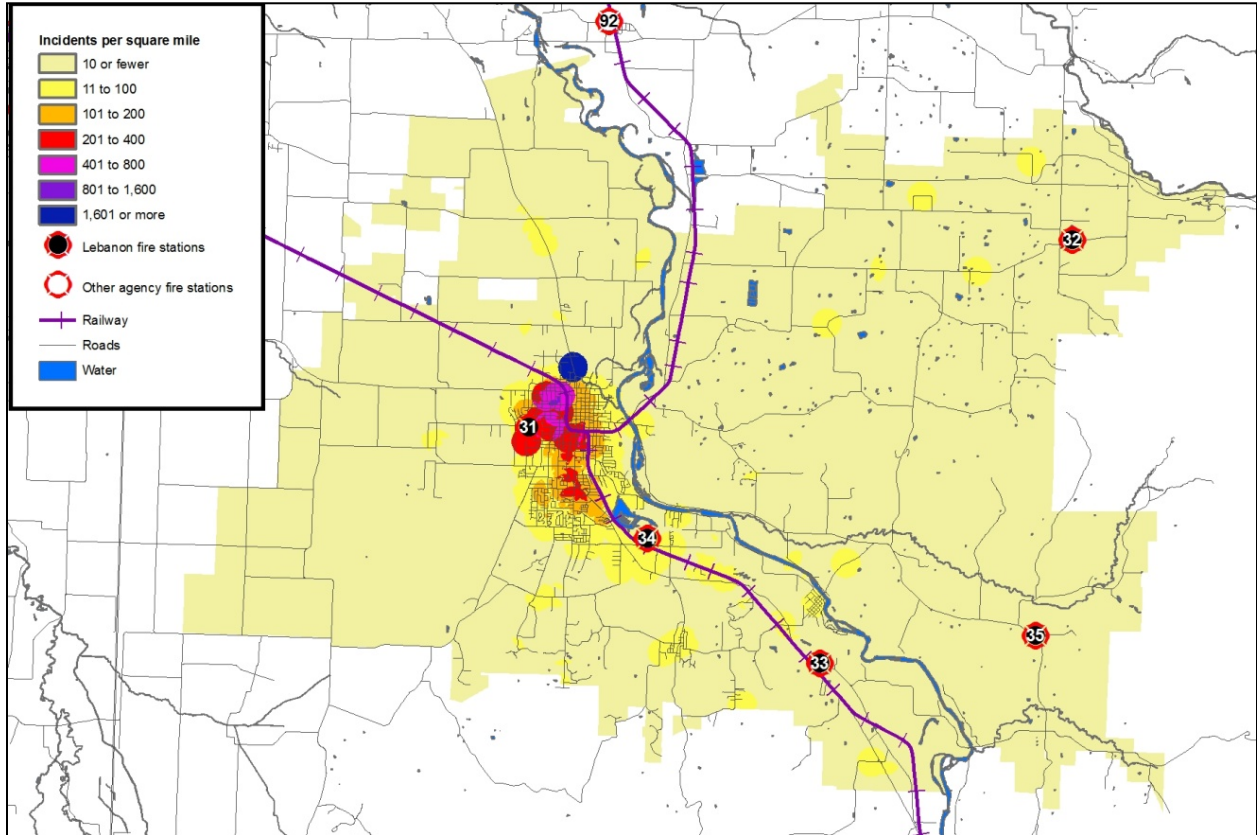 Incidents per square mile
10 or fewer
11 to 100
101 to 200
201 to 400
401 to 800
801 to 1,600
1,601 or more
Lebanon fire stations
Other agency fire stations
Railway
Roads
Water
92
32
31
34
35
33